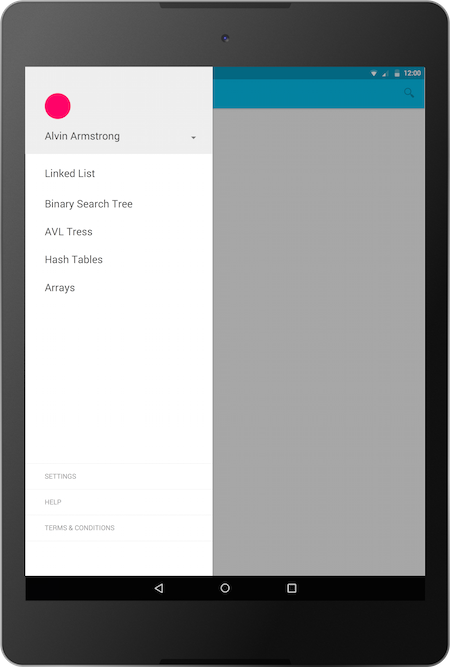 12:00
Alvin Armstrong
Linked List
Binary Search Tree
AVL Tress
Hash Tables
Arrays
SETTINGS
HELP
TERMS & CONDITIONS